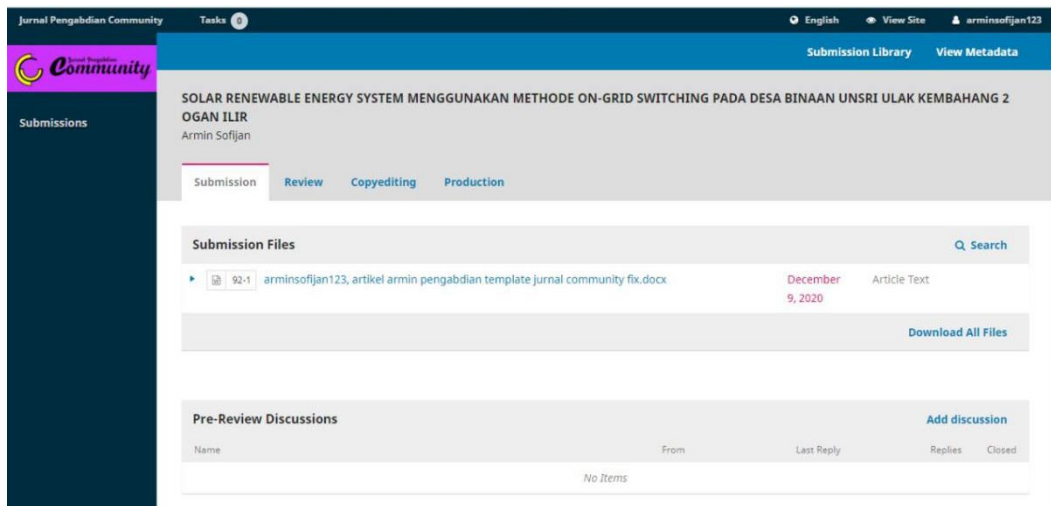 Jurnal Pengabdian Community Tasks 0 English View Site arminsofijan123
Jurnal Pengabdian
Community
Submission Library View Metadata
Submissions
SOLAR RENEWABLE ENERGY SYSTEM MENGGUNAKAN METHODE ON-GRID SWITCHING PADA DESA BINAAN UNSRI ULAK KEMBAHANG 2
OGAN ILIR
Armin Sofijan
Submission Review Copyediting Production
Submission Files Search
92-1 arminsofijan123, artikel armin pengabdian template jurnal community fix.docx December Article Text
9, 2020
Download All Files
Pre-Review Discussions Add discussion
Name From Last Reply Replies Closed
No Items